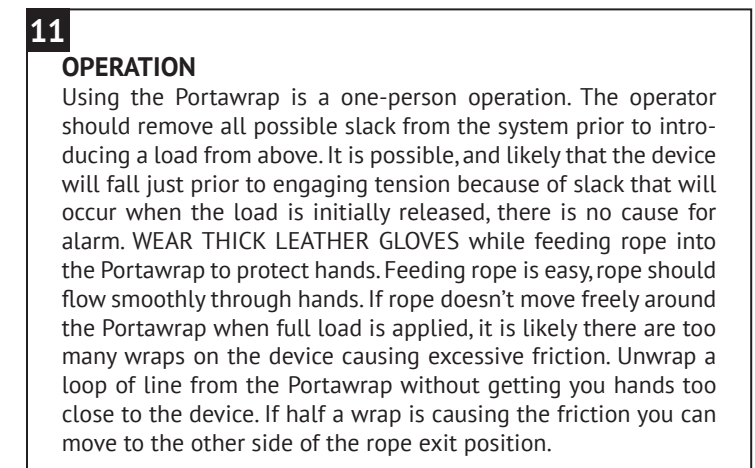 11
OPERATION
Using the Portawrap is a one-person operation. The operator
should remove all possible slack from the system prior to intro-
ducing a load from above. It is possible, and likely that the device
will fall just prior to engaging tension because of slack that will
occur when the load is initially released, there is no cause for
alarm. WEAR THICK LEATHER GLOVES while feeding rope into
the Portawrap to protect hands. Feeding rope is easy, rope should
flow smoothly through hands. If rope doesn't move freely around
the Portawrap when full load is applied, it is likely there are too
many wraps on the device causing excessive friction. Unwrap a
loop of line from the Portawrap without getting you hands too
close to the device. If half a wrap is causing the friction you can
move to the other side of the rope exit position.